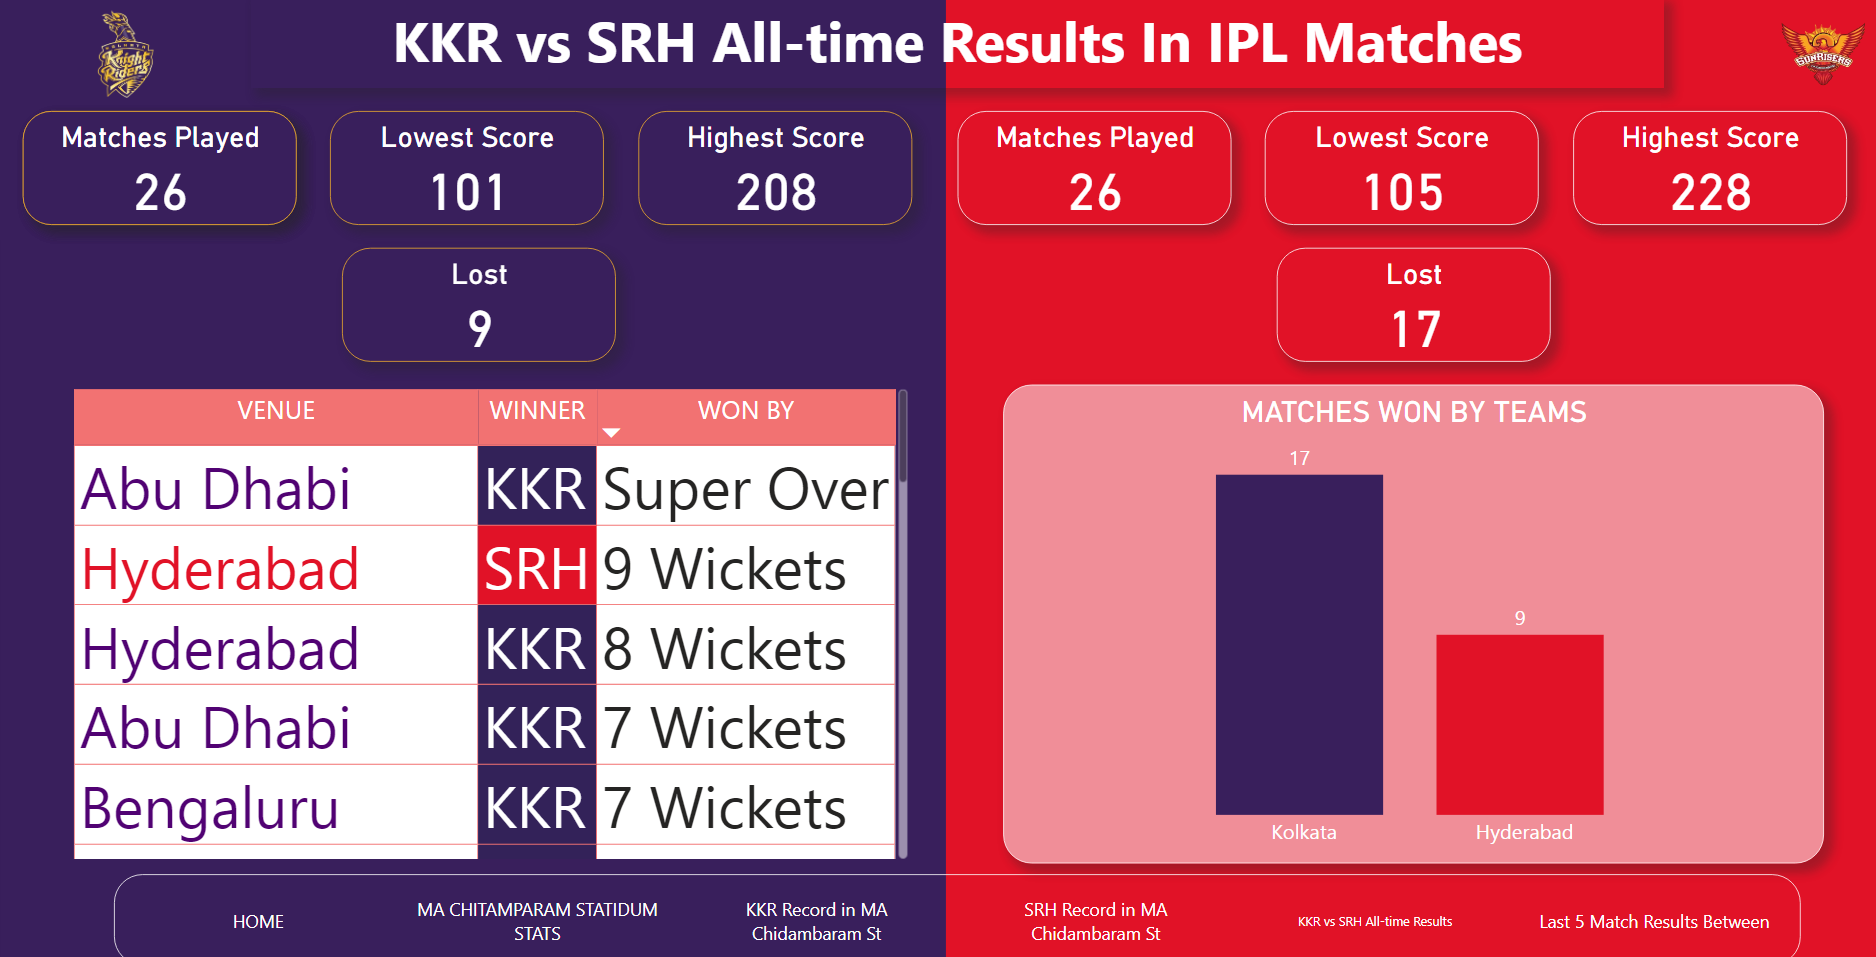 KKR vs SRH All-time Results In IPL Matches
KOLKATA
Knight
Riders
SUNRISERS
Matches Played
26
Lowest Score
101
Highest Score
208
Matches Played
26
Lowest Score
105
Highest Score
228
Lost
9
Lost
17
VENUE WINNER WON BY
Abu Dhabi KKR Super Over
Hyderabad SRH 9 Wickets
Hyderabad KKR 8 Wickets
Abu Dhabi KKR 7 Wickets
Bengaluru KKR 7 Wickets
MATCHES WON BY TEAMS
17
9
Kolkata Hyderabad
HOME
MA CHITAMPARAM STATIDUM
STATS
KKR Record in MA
Chidambaram St
SRH Record in MA
Chidambaram St
KKR vs SRH All-time Results
Last 5 Match Results Between